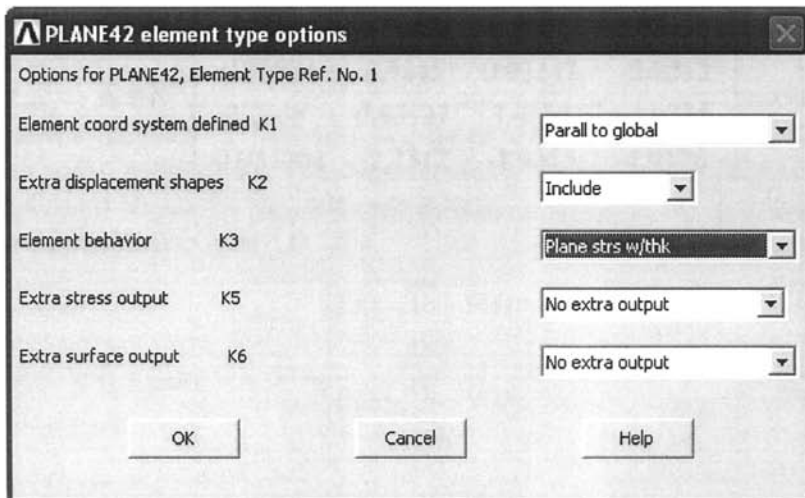 PLANE42 element type options
Options for PLANE42, Element Type Ref. No. 1
Element coord system defined K1 Parall to global
Extra displacement shapes K2 Include
Element behavior K3 Plane strs w/thk
Extra stress output K5 No extra output
Extra surface output K6 No extra output
OK Cancel Help